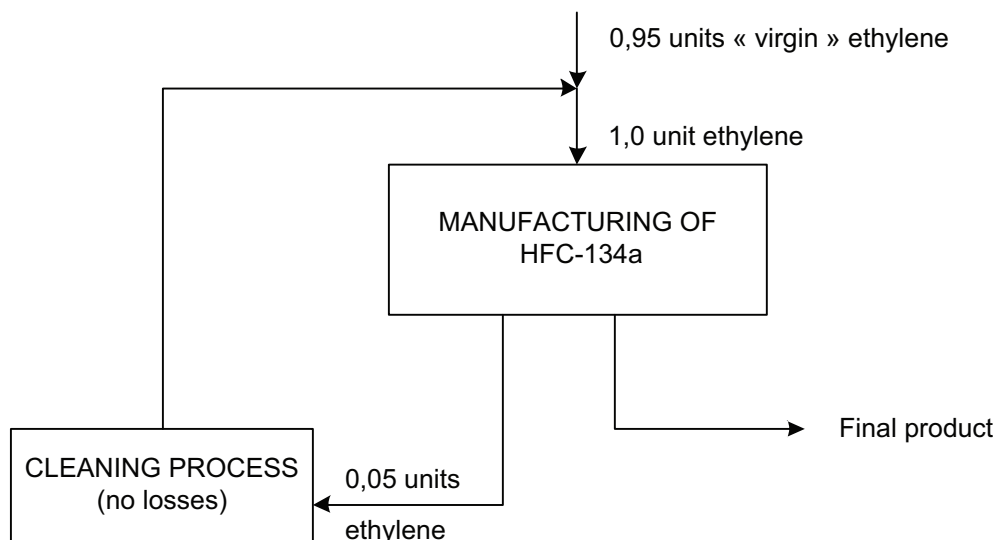 0,95 units « virgin » ethylene
1,0 unit ethylene
MANUFACTURING OF
HFC-134a
Final product
CLEANING PROCESS
(no losses)
0,05 units
ethylene